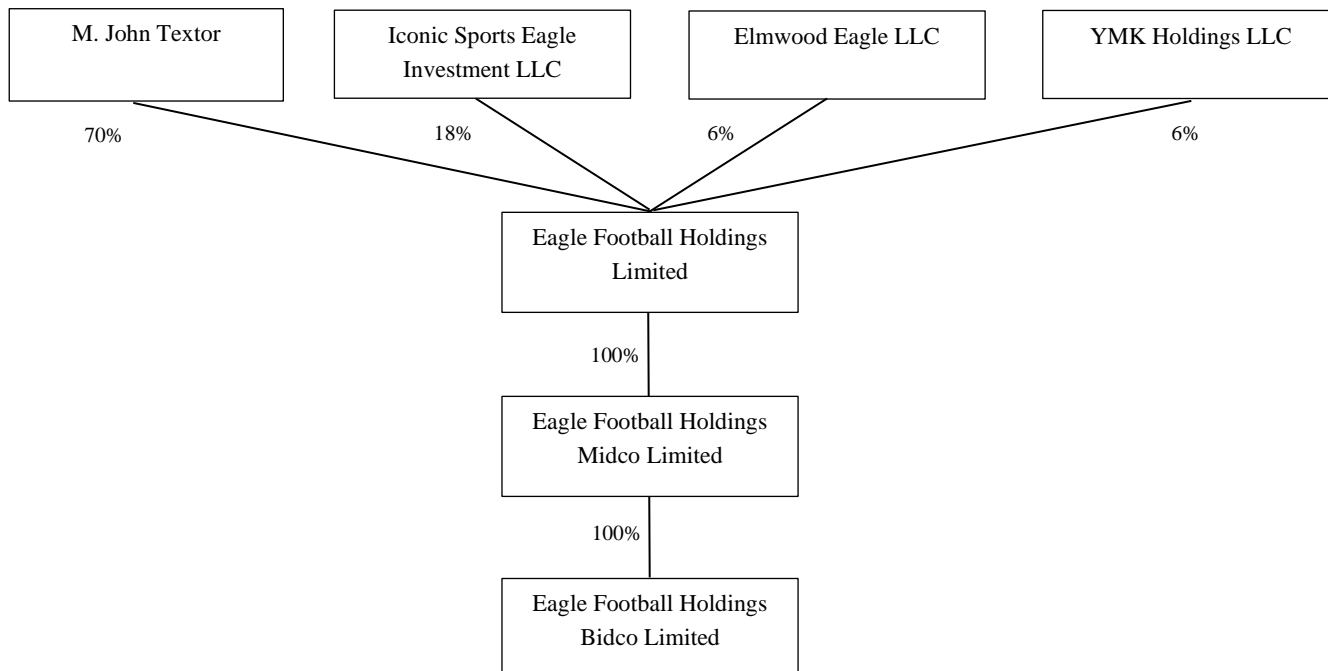 M. John Textor
Iconic Sports Eagle
Investment LLC
Elmwood Eagle LLC
YMK Holdings LLC
70%
18%
6%
6%
Eagle Football Holdings
Limited
100%
Eagle Football Holdings
Midco Limited
100%
Eagle Football Holdings
Bidco Limited